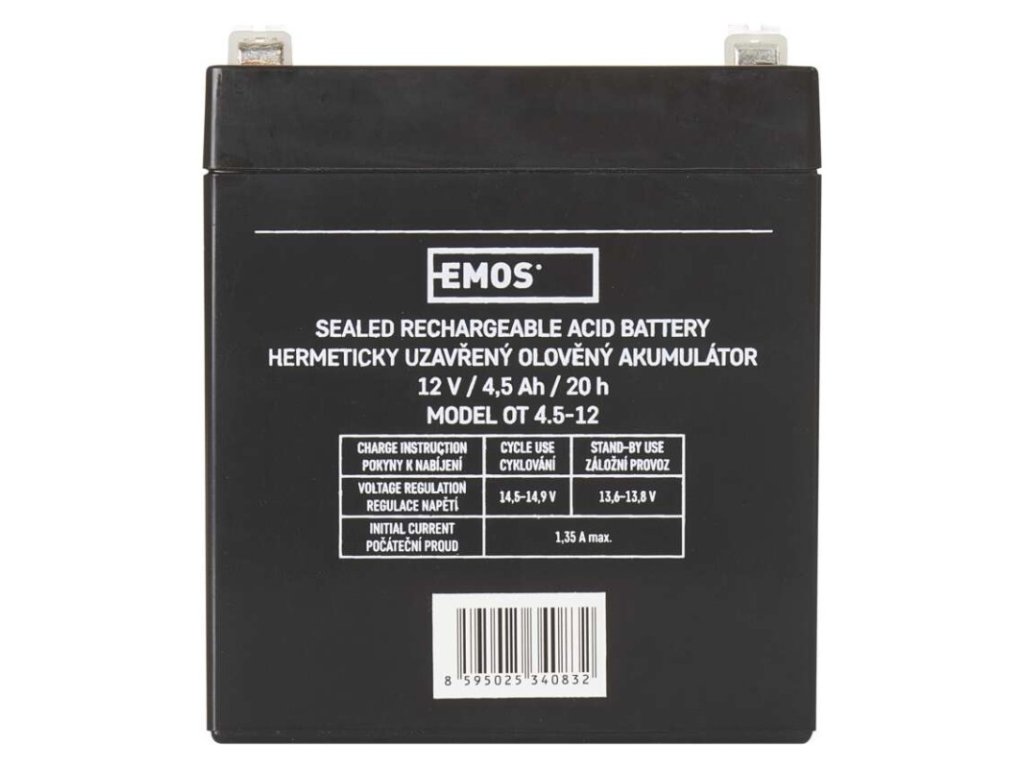 EMOS
SEALED RECHARGEABLE ACID BATTERY
HERMETICKY UZAVŘENÝ OLOVĚNÝ AKUMULÁTOR
12 V / 4,5 Ah / 20 h
MODEL OT 4.5-12
CHARGE INSTRUCTION
POKYNY K NABÍJENÍ
CYCLE USE
CYKLOVÁNÍ
STAND-BY USE
ZÁLOŽNÍ PROVOZ
VOLTAGE REGULATION
REGULACE NAPĚTÍ
14,5-14,9 V
13,6-13,8 V
INITIAL CURRENT
POČÁTEČNÍ PROUD
1,35 A max.
8 595025 340832